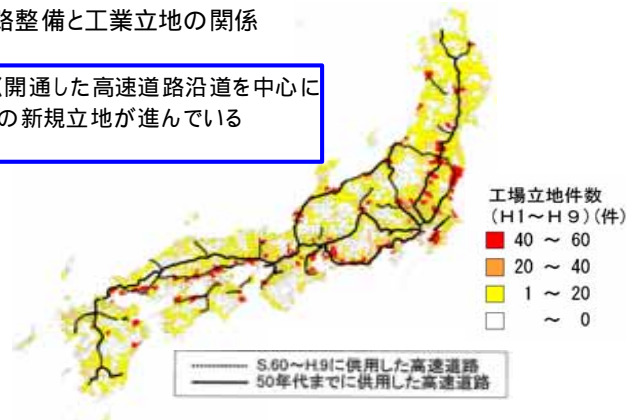 路整備と工業立地の関係
開通した高速道路沿道を中心に
の新規立地が進んでいる
工場立地件数
(H1～H9)(件)
40 ～ 60
20 ～ 40
1 ～ 20
～ 0
S.60～H.9に供用した高速道路
50年代までに供用した高速道路